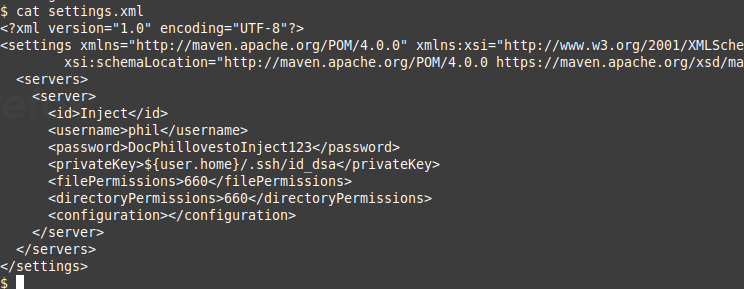 $ cat settings.xml
<?xml version="1.0" encoding="UTF-8"?>
<settings xmlns="http://maven.apache.org/POM/4.0.0" xmlns:xsi="http://www.w3.org/2001/XMLSche
xsi:schemaLocation="http://maven.apache.org/POM/4.0.0 https://maven.apache.org/xsd/ma
<servers>
<server>
<id>Inject</id>
<username>phil</username>
<password>DocPhillovestoInject123</password>
<privateKey>${user.home}/.ssh/id_dsa</privateKey>
<filePermissions>660</filePermissions>
<directoryPermissions>660</directoryPermissions>
<configuration></configuration>
</server>
</servers>
</settings>
$